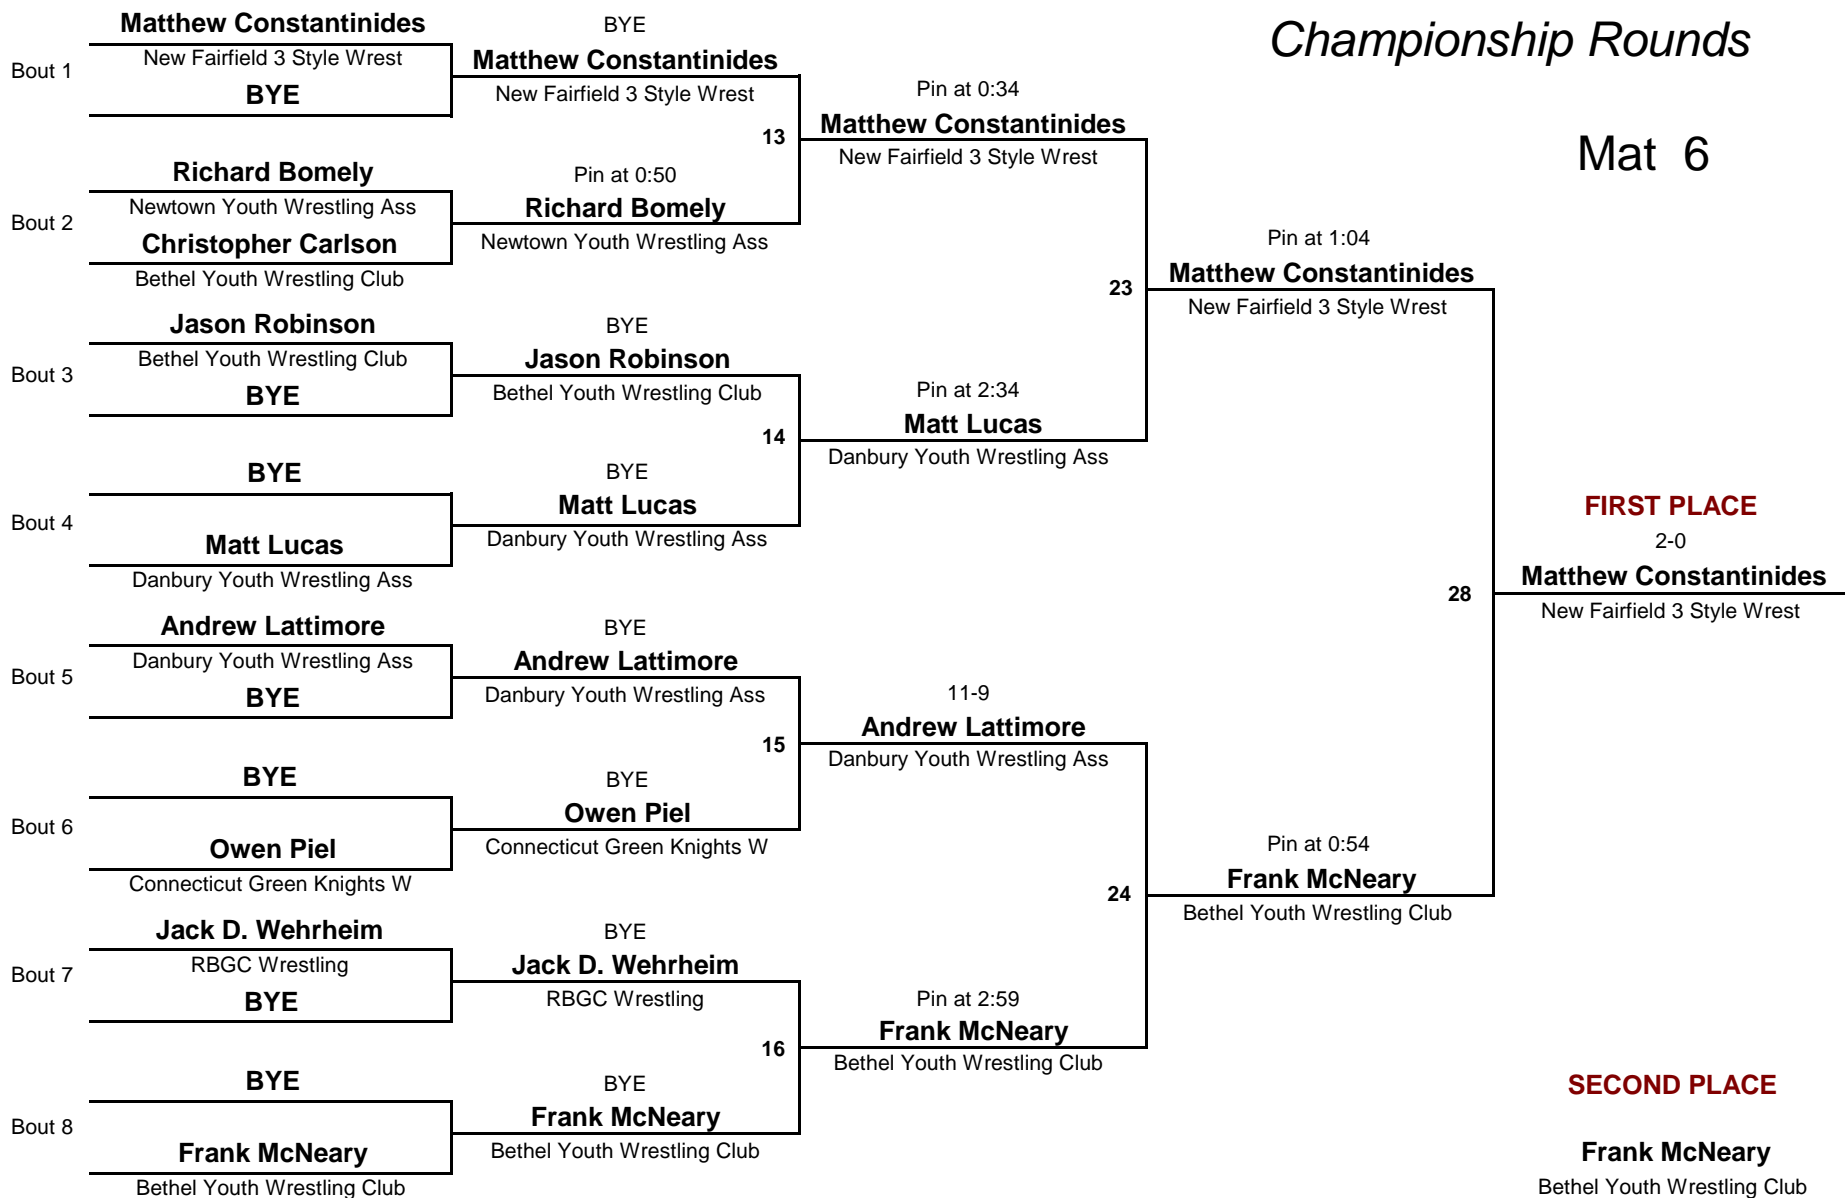 Championship Rounds
Mat 6
Matthew Constantinides
New Fairfield 3 Style Wrest
Bout 1
BYE
Richard Bomely
Newtown Youth Wrestling Ass
Bout 2
Christopher Carlson
Bethel Youth Wrestling Club
Jason Robinson
Bethel Youth Wrestling Club
Bout 3
BYE
BYE
Bout 4
Matt Lucas
Danbury Youth Wrestling Ass
Andrew Lattimore
Danbury Youth Wrestling Ass
Bout 5
BYE
BYE
Bout 6
Owen Piel
Connecticut Green Knights W
Jack D. Wehrheim
RBGC Wrestling
Bout 7
BYE
BYE
Bout 8
Frank McNeary
Bethel Youth Wrestling Club
BYE
Matthew Constantinides
New Fairfield 3 Style Wrest
13
Pin at 0:50
Richard Bomely
Newtown Youth Wrestling Ass
BYE
Jason Robinson
Bethel Youth Wrestling Club
14
BYE
Matt Lucas
Danbury Youth Wrestling Ass
BYE
Andrew Lattimore
Danbury Youth Wrestling Ass
15
BYE
Owen Piel
Connecticut Green Knights W
BYE
Jack D. Wehrheim
RBGC Wrestling
16
BYE
Frank McNeary
Bethel Youth Wrestling Club
Pin at 0:34
Matthew Constantinides
New Fairfield 3 Style Wrest
23
Pin at 2:34
Matt Lucas
Danbury Youth Wrestling Ass
11-9
Andrew Lattimore
Danbury Youth Wrestling Ass
24
Pin at 2:59
Frank McNeary
Bethel Youth Wrestling Club
Pin at 1:04
Matthew Constantinides
New Fairfield 3 Style Wrest
28
Pin at 0:54
Frank McNeary
Bethel Youth Wrestling Club
FIRST PLACE
2-0
Matthew Constantinides
New Fairfield 3 Style Wrest
SECOND PLACE
Frank McNeary
Bethel Youth Wrestling Club